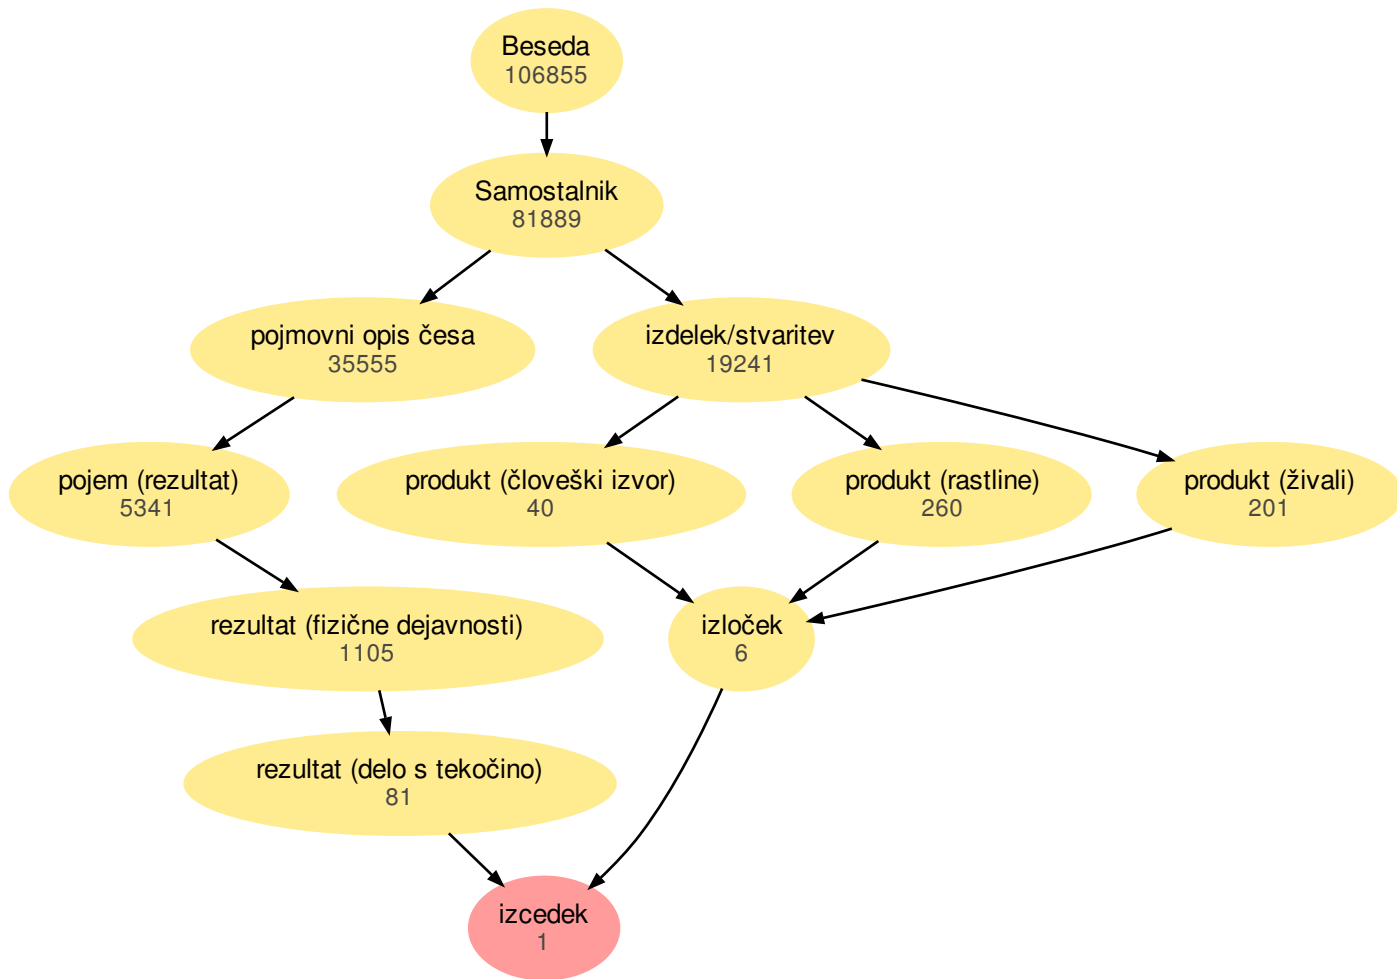 Beseda
106855
Samostalnik
81889
pojmovni opis česa
35555
izdelek/stvaritev
19241
pojem (rezultat)
5341
produkt (človeški izvor)
40
produkt (rastline)
260
produkt (živali)
201
rezultat (fizične dejavnosti)
1105
izloček
6
rezultat (delo s tekočino)
81
izcedek
1